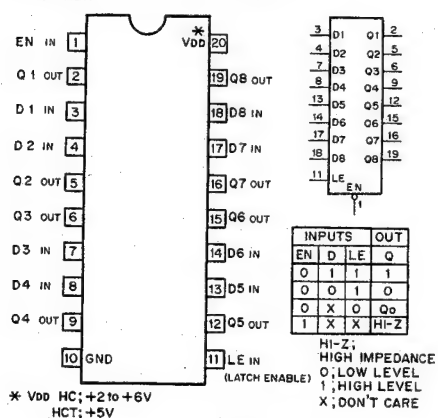 *
EN IN 1
VDD 20
Q1 OUT 2
19 Q8 OUT
D1 IN 3
18 D8 IN
D2 IN 4
17 D7 IN
Q2 OUT 5
16 Q7 OUT
Q3 OUT 6
15 Q6 OUT
D3 IN 7
14 D6 IN
D4 IN 8
13 D5 IN
Q4 OUT 9
12 Q5 OUT
10 GND
11 LE IN
(LATCH ENABLE)
* VDD HC; +2 to +6V
HCT; +5V
3 D1 Q1 2
4 D2 Q2 5
7 D3 Q3 6
8 D4 Q4 9
13 D5 Q5 12
14 D6 Q6 15
17 D7 Q7 16
18 D8 Q8 19
11 LE
EN
1
INPUTS OUT
EN D LE Q
0 1 1 1
0 0 1 0
0 X 0 Qo
1 X X HI-Z
HI-Z;
HIGH IMPEDANCE
0; LOW LEVEL
1; HIGH LEVEL
X; DON'T CARE